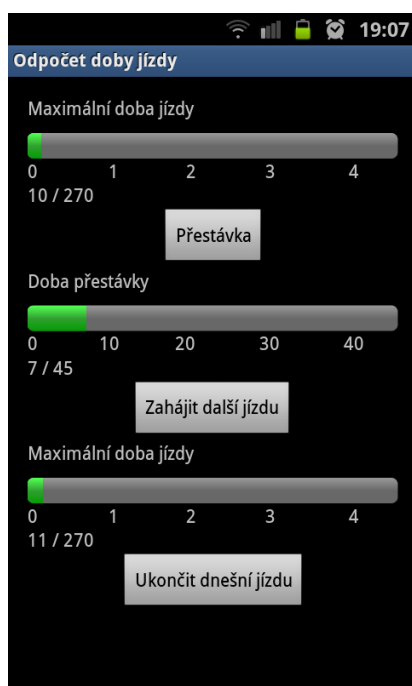 19:07
Odpočet doby jízdy
Maximální doba jízdy
0 1 2 3 4
10 / 270
Přestávka
Doba přestávky
0 10 20 30 40
7 / 45
Zahájit další jízdu
Maximální doba jízdy
0 1 2 3 4
11 / 270
Ukončit dnešní jízdu